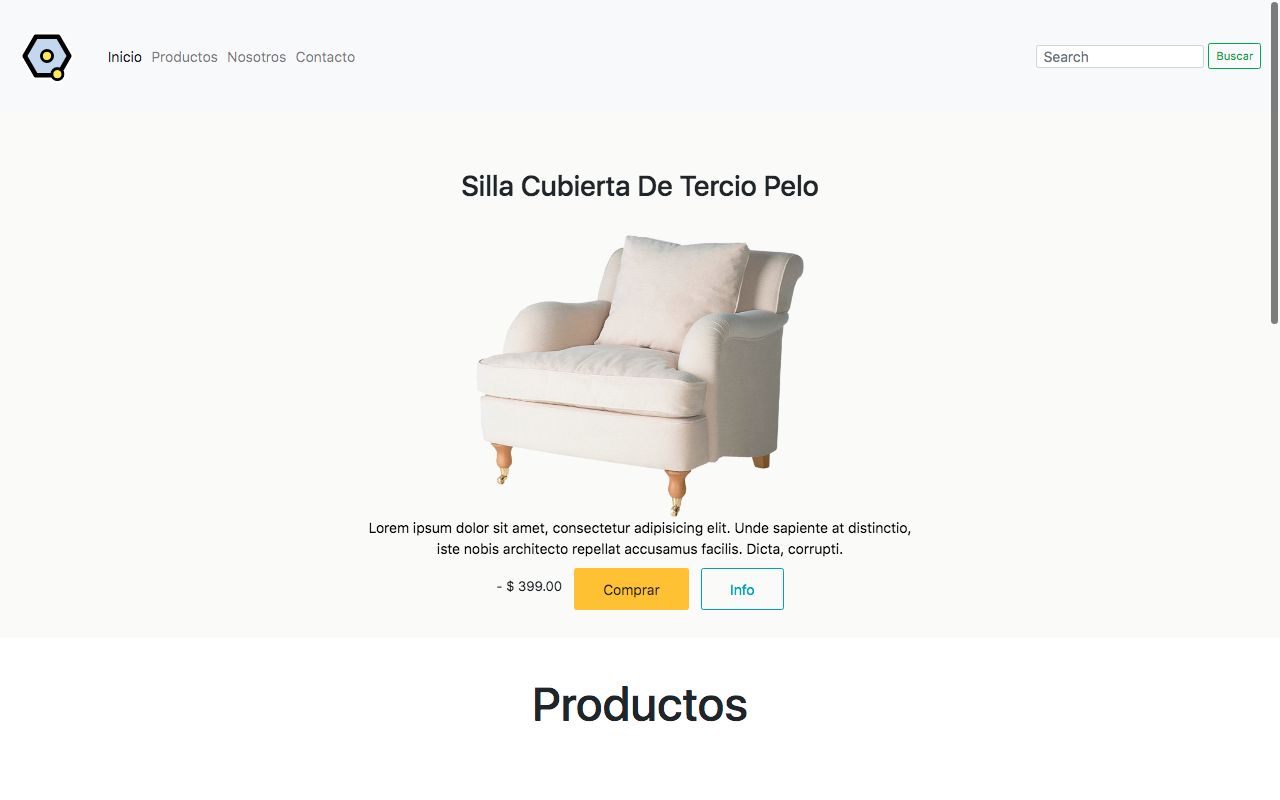 Inicio Productos Nosotros Contacto
Search
Buscar
Silla Cubierta De Tercio Pelo
Lorem ipsum dolor sit amet, consectetur adipisicing elit. Unde sapiente at distinctio,
iste nobis architecto repellat accusamus facilis. Dicta, corrupti.
- $ 399.00
Comprar
Info
Productos